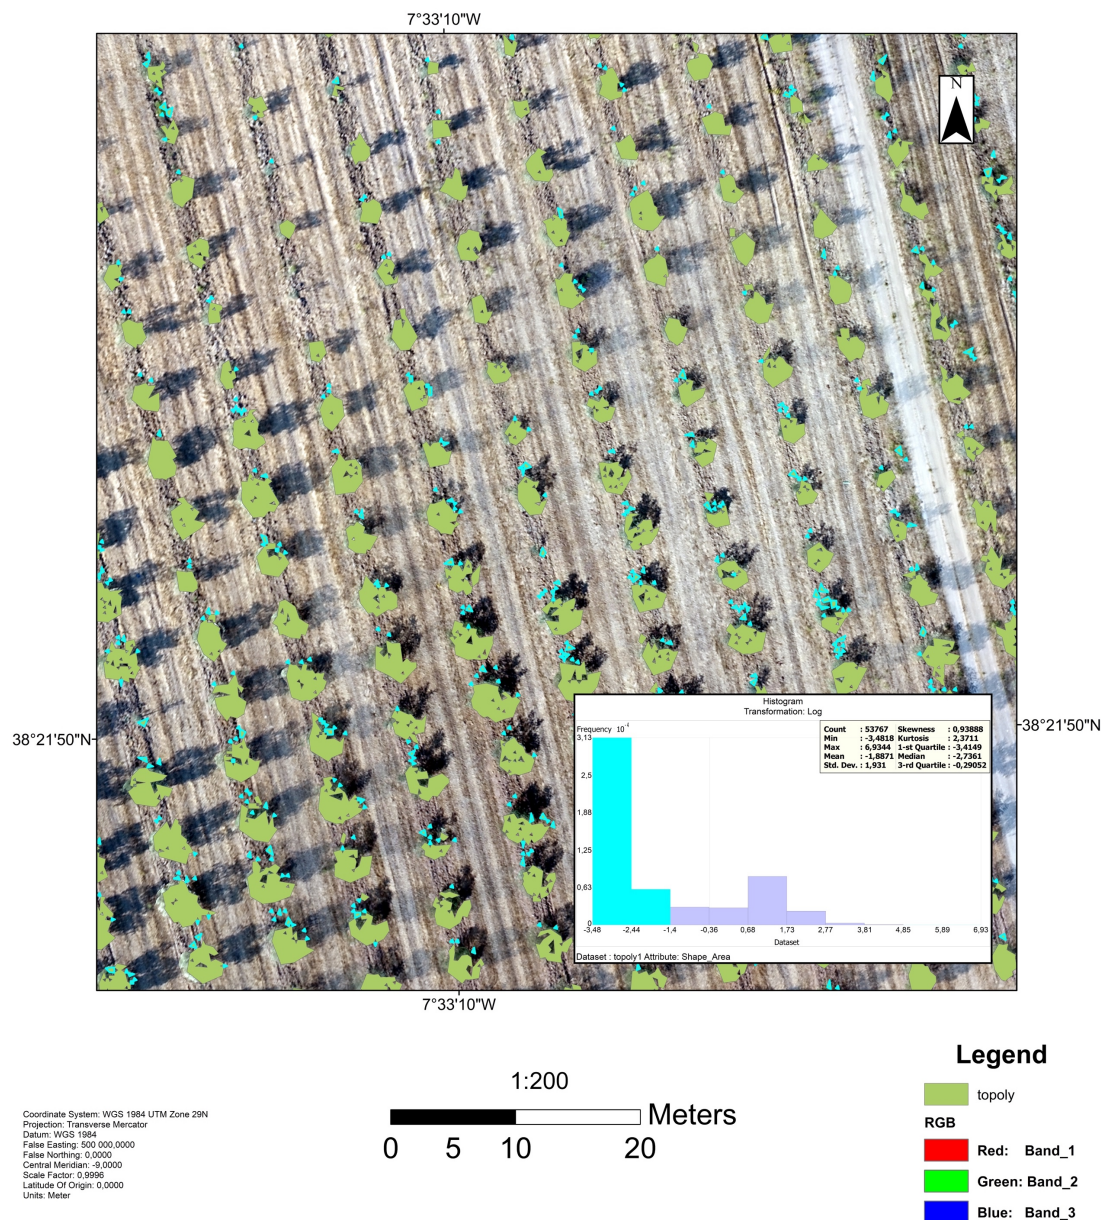 7°33'10"W
N
38°21'50"N
38°21'50"N
Histogram
Transformation: Log
Frequency 10⁻⁴
Count : 53767 Skewness : 0,93888
Min : -3,4818 Kurtosis : 2,3711
Max : 6,9344 1-st Quartile : -3,4149
Mean : -1,8871 Median : -2,7361
Std. Dev. : 1,931 3-rd Quartile : -0,29052
3,13
2,5
1,88
1,25
0,63
0
-3,48 -2,44 -1,4 -0,36 0,68 1,73 2,77 3,81 4,85 5,89 6,93
Dataset
Dataset : topoly1 Attribute: Shape_Area
7°33'10"W
Legend
topoly
RGB
Red: Band_1
Green: Band_2
Blue: Band_3
1:200
Meters
0 5 10 20
Coordinate System: WGS 1984 UTM Zone 29N
Projection: Transverse Mercator
Datum: WGS 1984
False Easting: 500 000,0000
False Northing: 0,0000
Central Meridian: -9,0000
Scale Factor: 0,9996
Latitude Of Origin: 0,0000
Units: Meter